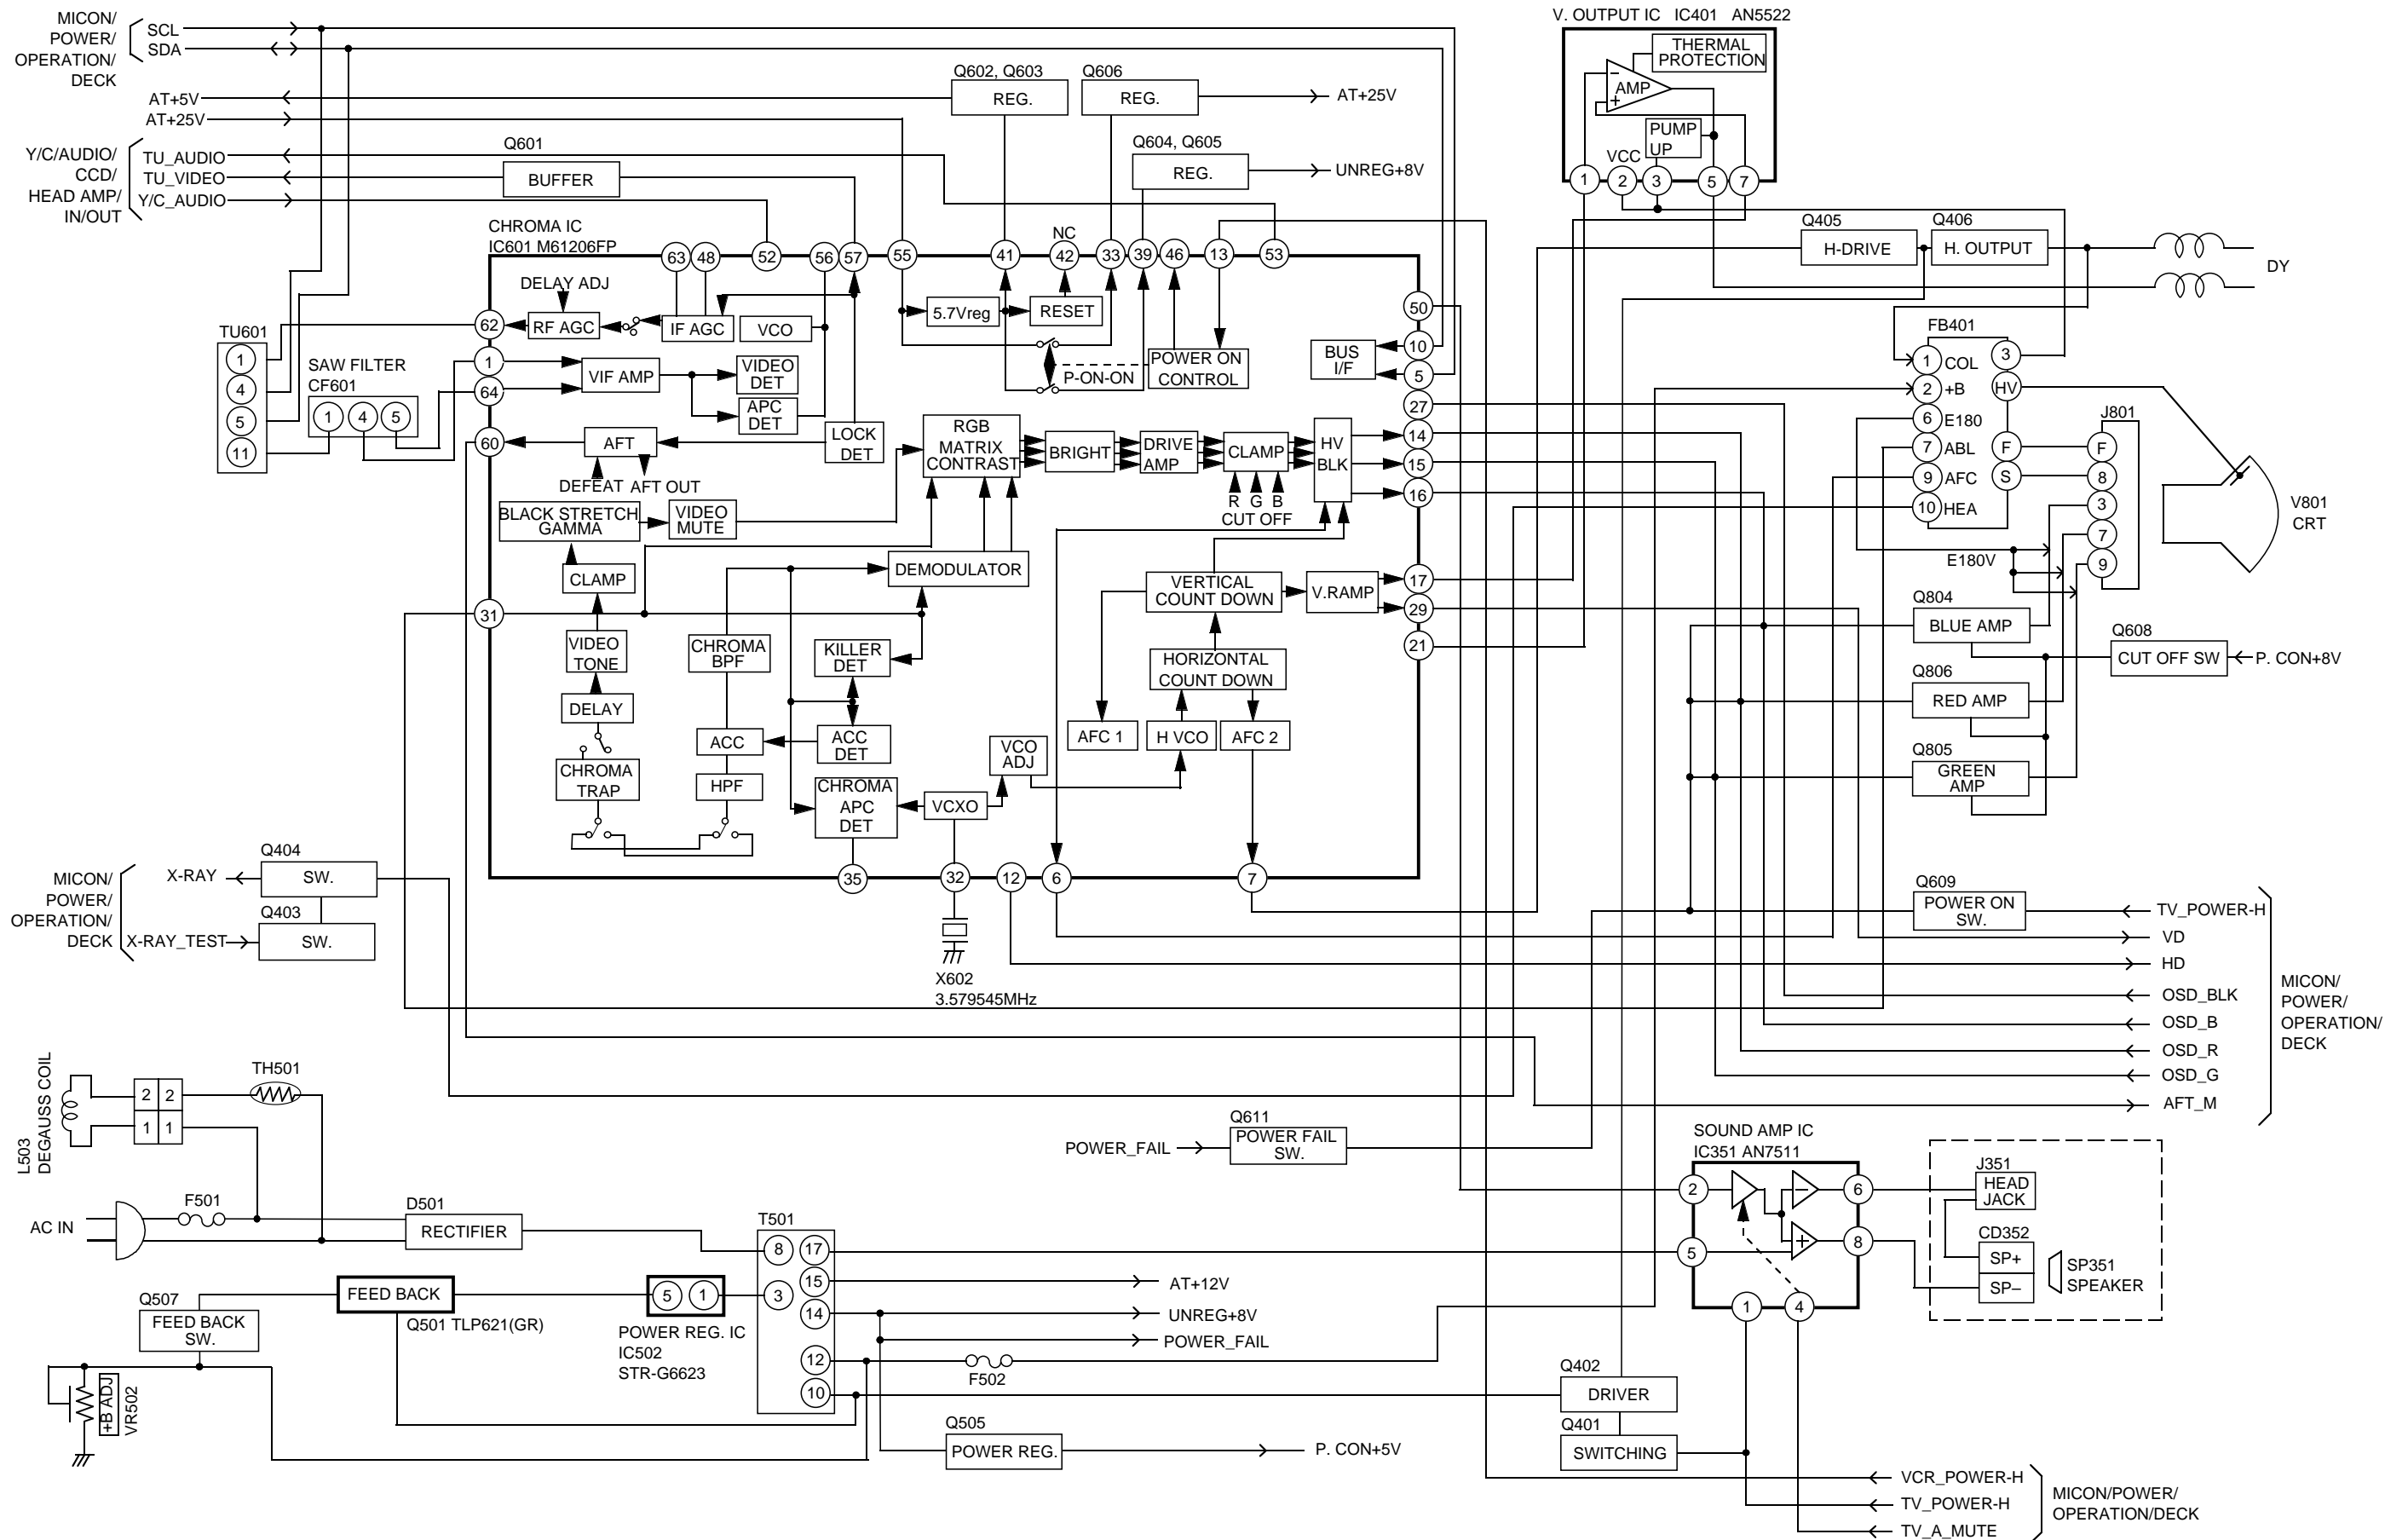 MICON/
POWER/
OPERATION/
DECK
SCL
SDA
AT+5V
AT+25V
Y/C/AUDIO/
CCD/
HEAD AMP/
IN/OUT
TU_AUDIO
TU_VIDEO
Y/C_AUDIO
Q601
BUFFER
Q602, Q603
REG.
Q606
REG.
AT+25V
Q604, Q605
REG.
UNREG+8V
V. OUTPUT IC IC401 AN5522
THERMAL
PROTECTION
–
AMP
+
PUMP
UP
VCC
1
2
3
5
7
Q405
H-DRIVE
Q406
H. OUTPUT
DY
CHROMA IC
IC601 M61206FP
63
48
52
56
57
55
41
NC
42
33
39
46
13
53
DELAY ADJ
RF AGC
IF AGC
VCO
5.7Vreg
RESET
POWER ON
CONTROL
P-ON-ON
BUS
I/F
62
1
64
60
31
VIF AMP
VIDEO
DET
APC
DET
LOCK
DET
AFT
DEFEAT
AFT OUT
BLACK STRETCH
GAMMA
VIDEO
MUTE
CLAMP
VIDEO
TONE
DELAY
CHROMA
TRAP
RGB
MATRIX
CONTRAST
BRIGHT
DRIVE
AMP
CLAMP
HV
BLK
R G B
CUT OFF
DEMODULATOR
CHROMA
BPF
KILLER
DET
ACC
ACC
DET
HPF
CHROMA
APC
DET
VCXO
VCO
ADJ
VERTICAL
COUNT DOWN
V.RAMP
HORIZONTAL
COUNT DOWN
AFC 1
H VCO
AFC 2
50
10
5
27
14
15
16
17
29
21
35
32
12
6
7
X602
3.579545MHz
TU601
1
4
5
11
SAW FILTER
CF601
1
4
5
FB401
1
COL
2
+B
6
E180
7
ABL
9
AFC
10
HEA
3
HV
F
S
J801
F
8
3
7
9
E180V
V801
CRT
Q804
BLUE AMP
Q608
CUT OFF SW
P. CON+8V
Q806
RED AMP
Q805
GREEN
AMP
Q609
POWER ON
SW.
TV_POWER-H
VD
HD
OSD_BLK
OSD_B
OSD_R
OSD_G
AFT_M
MICON/
POWER/
OPERATION/
DECK
MICON/
POWER/
OPERATION/
DECK
X-RAY
Q404
SW.
Q403
X-RAY_TEST
SW.
L503
DEGAUSS COIL
2
2
1
1
TH501
AC IN
F501
D501
RECTIFIER
Q507
FEED BACK
SW.
+B ADJ
VR502
FEED BACK
Q501 TLP621(GR)
5
1
POWER REG. IC
IC502
STR-G6623
T501
8
17
15
3
14
12
10
AT+12V
UNREG+8V
POWER_FAIL
F502
Q505
POWER REG.
P. CON+5V
POWER_FAIL
Q611
POWER FAIL
SW.
Q402
DRIVER
Q401
SWITCHING
SOUND AMP IC
IC351 AN7511
2
–
6
5
+
8
1
4
J351
HEAD
JACK
CD352
SP+
SP–
SP351
SPEAKER
VCR_POWER-H
TV_POWER-H
TV_A_MUTE
MICON/POWER/
OPERATION/DECK